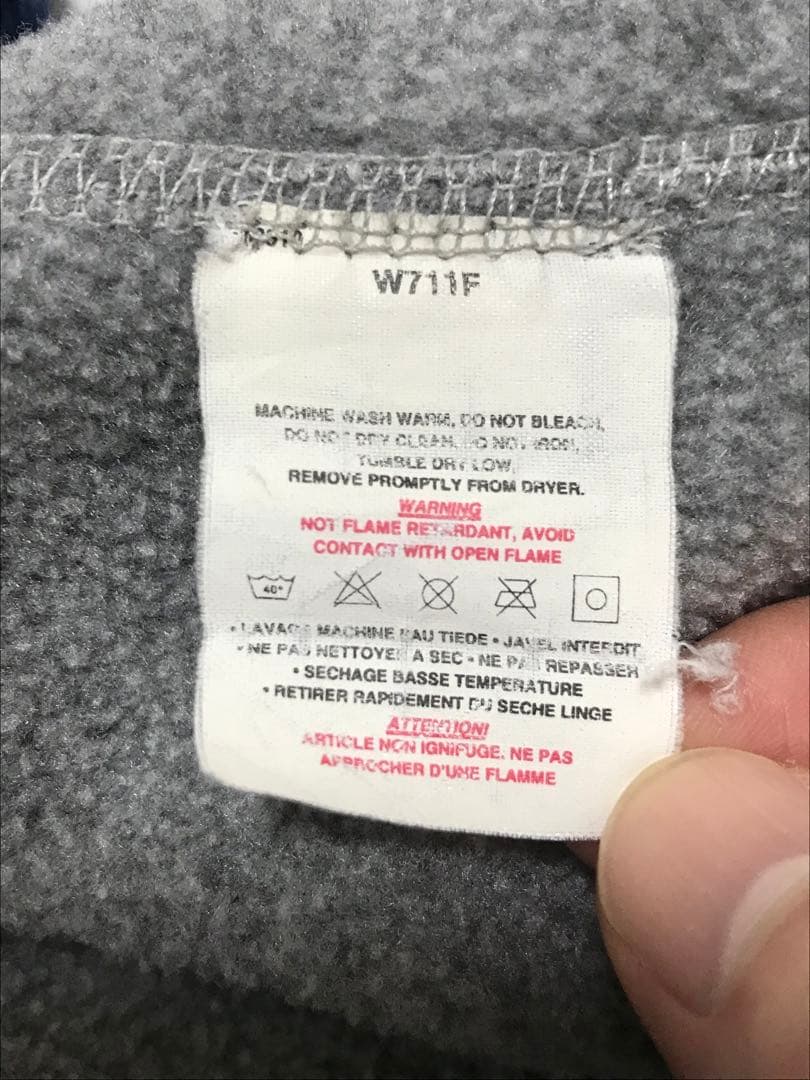 W711F
MACHINE WASH WARM, DO NOT BLEACH,
DO NOT DRY CLEAN, DO NOT IRON,
TUMBLE DRY LOW,
REMOVE PROMPTLY FROM DRYER.
WARNING
NOT FLAME RETARDANT, AVOID
CONTACT WITH OPEN FLAME
40°
• LAVAGE MACHINE EAU TIEDE • JAVEL INTERDIT
• NE PAS NETTOYER A SEC • NE PAS REPASSER
• SECHAGE BASSE TEMPERATURE
• RETIRER RAPIDEMENT DU SECHE LINGE
ATTENTION!
ARTICLE NON IGNIFUGE. NE PAS
APPROCHER D'UNE FLAMME